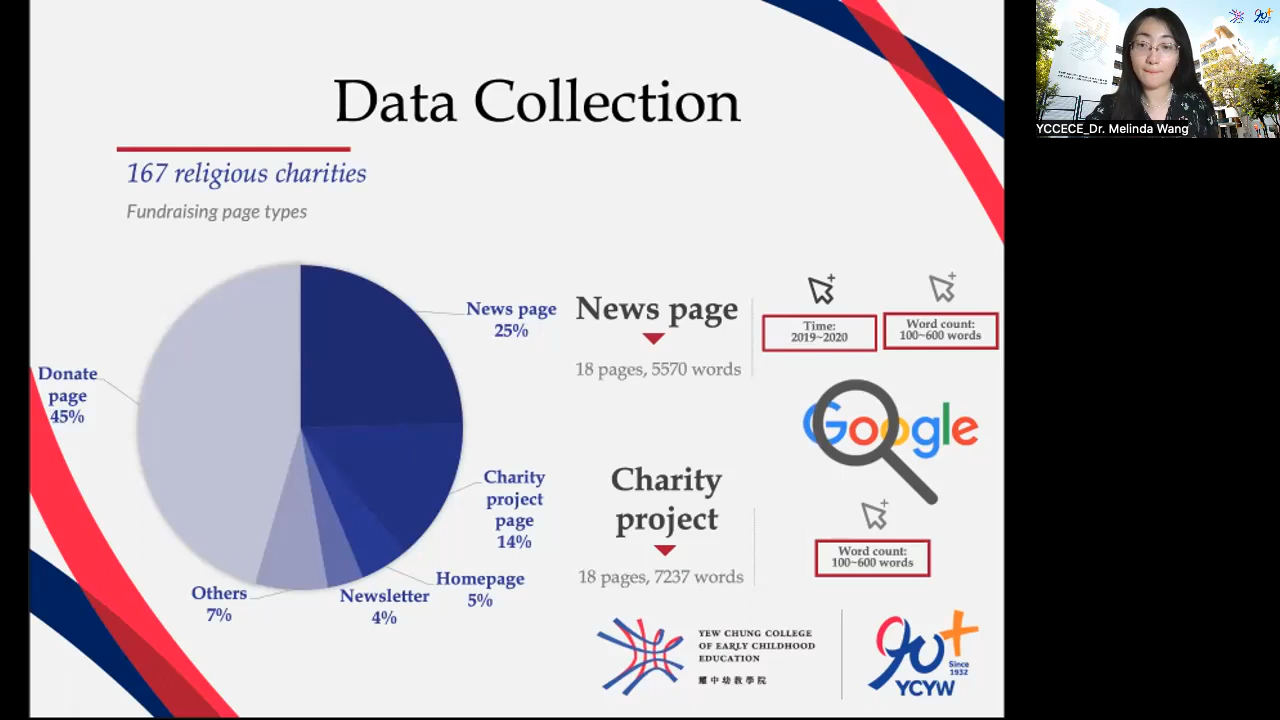 Data Collection
167 religious charities
Fundraising page types
News page
25%
Donate
page
45%
Charity
project
page
14%
Homepage
5%
Newsletter
4%
Others
7%
News page
18 pages, 5570 words
Time:
2019~2020
Word count:
100~600 words
Google
Charity
project
18 pages, 7237 words
Word count:
100~600 words
YEW CHUNG COLLEGE
OF EARLY CHILDHOOD
EDUCATION
耀中幼教學院
90+
Since
1932
YCYW
YCCECE_Dr. Melinda Wang